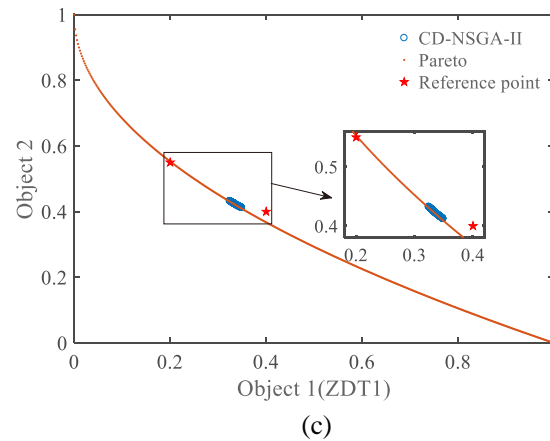 1
0.8
0.6
0.4
0.2
0
Object 2
CD-NSGA-II
Pareto
Reference point
0.5
0.4
0.2 0.3 0.4
0 0.2 0.4 0.6 0.8
Object 1(ZDT1)
(c)